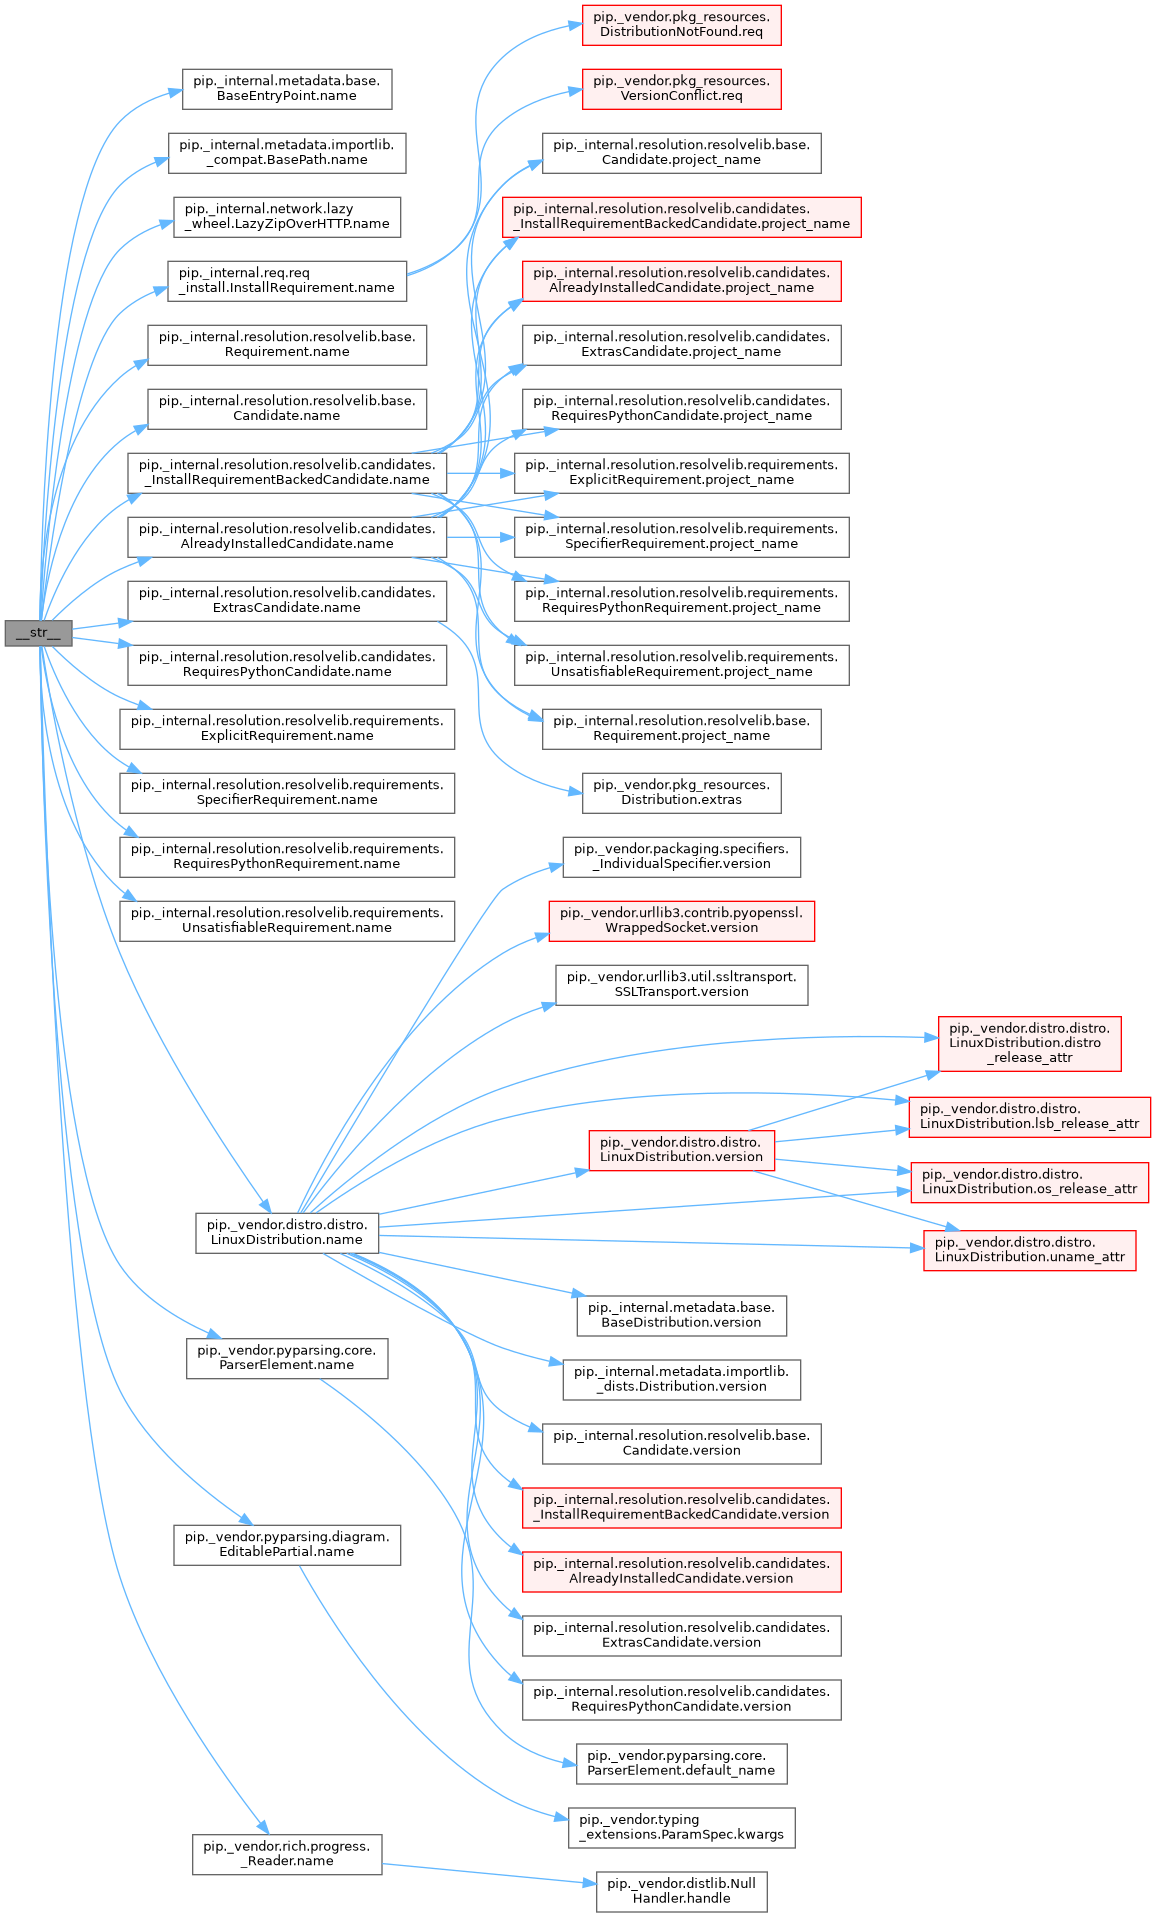 __str__
pip._internal.metadata.base.
BaseEntryPoint.name
pip._internal.metadata.importlib.
_compat.BasePath.name
pip._internal.network.lazy
_wheel.LazyZipOverHTTP.name
pip._internal.req.req
_install.InstallRequirement.name
pip._internal.resolution.resolvelib.base.
Requirement.name
pip._internal.resolution.resolvelib.base.
Candidate.name
pip._internal.resolution.resolvelib.candidates.
_InstallRequirementBackedCandidate.name
pip._internal.resolution.resolvelib.candidates.
AlreadyInstalledCandidate.name
pip._internal.resolution.resolvelib.candidates.
ExtrasCandidate.name
pip._internal.resolution.resolvelib.candidates.
RequiresPythonCandidate.name
pip._internal.resolution.resolvelib.requirements.
ExplicitRequirement.name
pip._internal.resolution.resolvelib.requirements.
SpecifierRequirement.name
pip._internal.resolution.resolvelib.requirements.
RequiresPythonRequirement.name
pip._internal.resolution.resolvelib.requirements.
UnsatisfiableRequirement.name
pip._vendor.distro.distro.
LinuxDistribution.name
pip._vendor.pyparsing.core.
ParserElement.name
pip._vendor.pyparsing.diagram.
EditablePartial.name
pip._vendor.rich.progress.
_Reader.name
pip._vendor.pkg_resources.
DistributionNotFound.req
pip._vendor.pkg_resources.
VersionConflict.req
pip._internal.resolution.resolvelib.base.
Candidate.project_name
pip._internal.resolution.resolvelib.candidates.
_InstallRequirementBackedCandidate.project_name
pip._internal.resolution.resolvelib.candidates.
AlreadyInstalledCandidate.project_name
pip._internal.resolution.resolvelib.candidates.
ExtrasCandidate.project_name
pip._internal.resolution.resolvelib.candidates.
RequiresPythonCandidate.project_name
pip._internal.resolution.resolvelib.requirements.
ExplicitRequirement.project_name
pip._internal.resolution.resolvelib.requirements.
SpecifierRequirement.project_name
pip._internal.resolution.resolvelib.requirements.
RequiresPythonRequirement.project_name
pip._internal.resolution.resolvelib.requirements.
UnsatisfiableRequirement.project_name
pip._internal.resolution.resolvelib.base.
Requirement.project_name
pip._vendor.pkg_resources.
Distribution.extras
pip._vendor.packaging.specifiers.
_IndividualSpecifier.version
pip._vendor.urllib3.contrib.pyopenssl.
WrappedSocket.version
pip._vendor.urllib3.util.ssltransport.
SSLTransport.version
pip._vendor.distro.distro.
LinuxDistribution.version
pip._internal.metadata.base.
BaseDistribution.version
pip._internal.metadata.importlib.
_dists.Distribution.version
pip._internal.resolution.resolvelib.base.
Candidate.version
pip._internal.resolution.resolvelib.candidates.
_InstallRequirementBackedCandidate.version
pip._internal.resolution.resolvelib.candidates.
AlreadyInstalledCandidate.version
pip._internal.resolution.resolvelib.candidates.
ExtrasCandidate.version
pip._internal.resolution.resolvelib.candidates.
RequiresPythonCandidate.version
pip._vendor.pyparsing.core.
ParserElement.default_name
pip._vendor.typing
_extensions.ParamSpec.kwargs
pip._vendor.distlib.Null
Handler.handle
pip._vendor.distro.distro.
LinuxDistribution.distro
_release_attr
pip._vendor.distro.distro.
LinuxDistribution.lsb_release_attr
pip._vendor.distro.distro.
LinuxDistribution.os_release_attr
pip._vendor.distro.distro.
LinuxDistribution.uname_attr